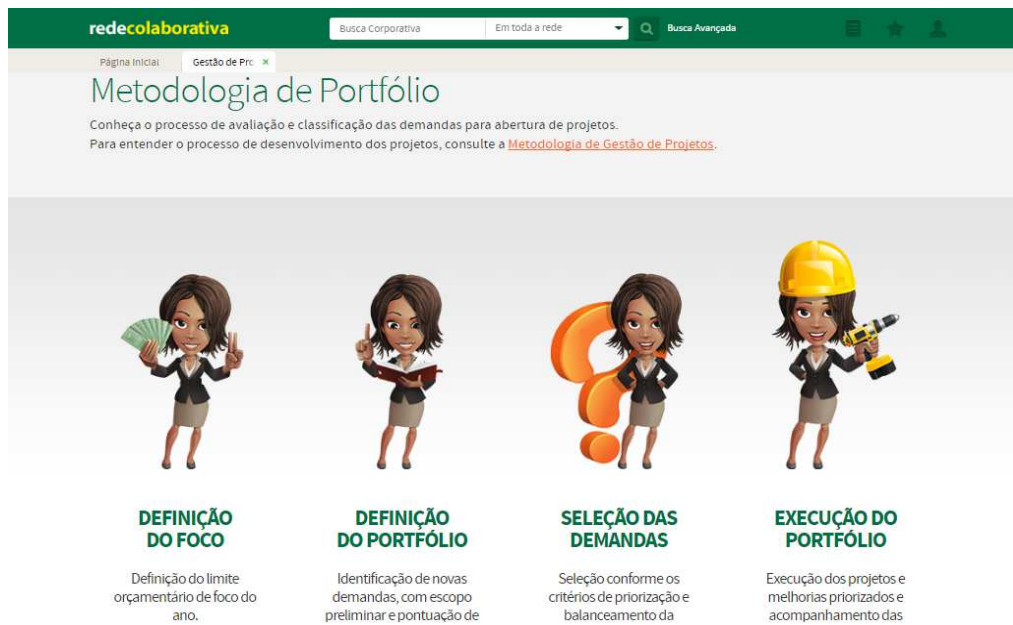 redecolaborativa
Busca Corporativa
Em toda a rede
Busca Avançada
Página Inicial
Gestão de Prc ×
Metodologia de Portfólio
Conheça o processo de avaliação e classificação das demandas para abertura de projetos.
Para entender o processo de desenvolvimento dos projetos, consulte a Metodologia de Gestão de Projetos.
DEFINIÇÃO
DO FOCO
Definição do limite
orçamentário de foco do
ano.
DEFINIÇÃO
DO PORTFÓLIO
Identificação de novas
demandas, com escopo
preliminar e pontuação de
SELEÇÃO DAS
DEMANDAS
Seleção conforme os
critérios de priorização e
balanceamento da
EXECUÇÃO DO
PORTFÓLIO
Execução dos projetos e
melhorias priorizados e
acompanhamento das